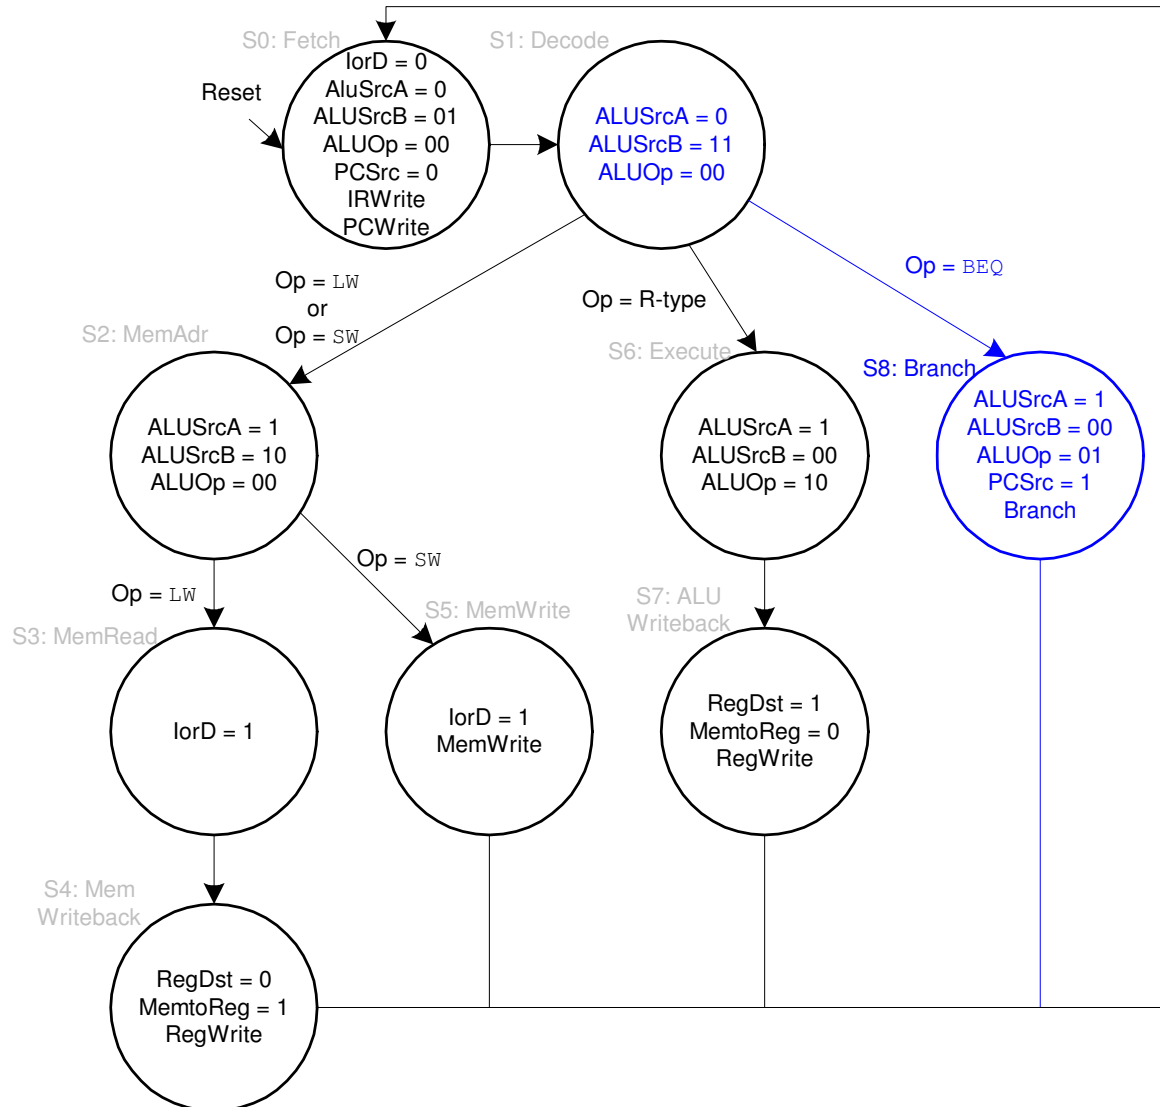 S0: Fetch
IorD = 0
AluSrcA = 0
ALUSrcB = 01
ALUOp = 00
PCSrc = 0
IRWrite
PCWrite
Reset
S1: Decode
ALUSrcA = 0
ALUSrcB = 11
ALUOp = 00
Op = LW
or
Op = SW
Op = R-type
Op = BEQ
S2: MemAdr
ALUSrcA = 1
ALUSrcB = 10
ALUOp = 00
S6: Execute
ALUSrcA = 1
ALUSrcB = 00
ALUOp = 10
S8: Branch
ALUSrcA = 1
ALUSrcB = 00
ALUOp = 01
PCSrc = 1
Branch
Op = LW
Op = SW
S3: MemRead
IorD = 1
S5: MemWrite
IorD = 1
MemWrite
S7: ALU
Writeback
RegDst = 1
MemtoReg = 0
RegWrite
S4: Mem
Writeback
RegDst = 0
MemtoReg = 1
RegWrite